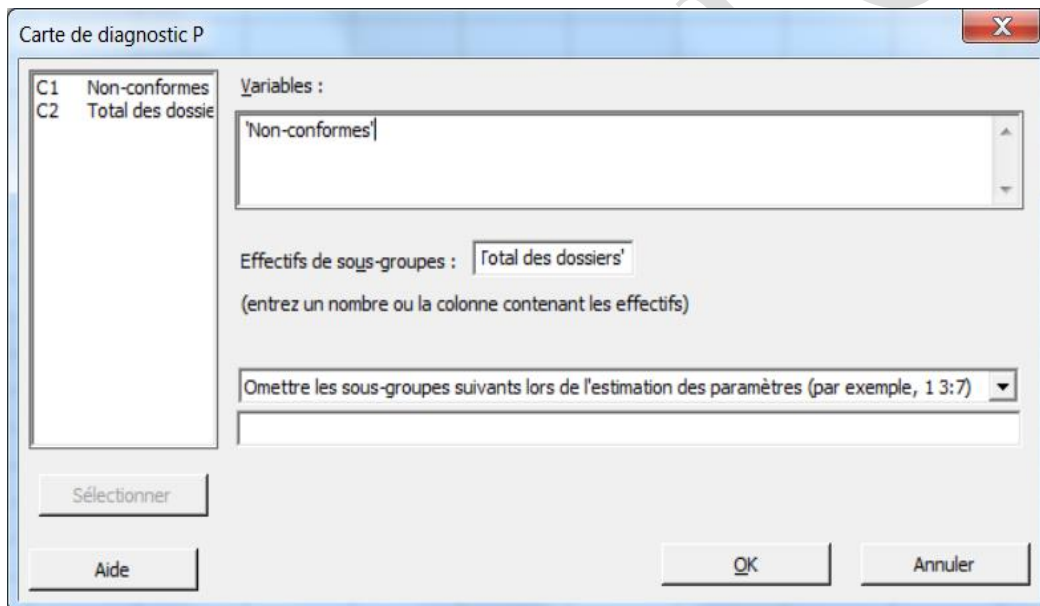 Carte de diagnostic P
X
C1 Non-conformes
C2 Total des dossie
Variables :
'Non-conformes'
Effectifs de sous-groupes : Total des dossiers'
(entrez un nombre ou la colonne contenant les effectifs)
Omettre les sous-groupes suivants lors de l'estimation des paramètres (par exemple, 1 3:7)
Sélectionner
Aide
OK
Annuler